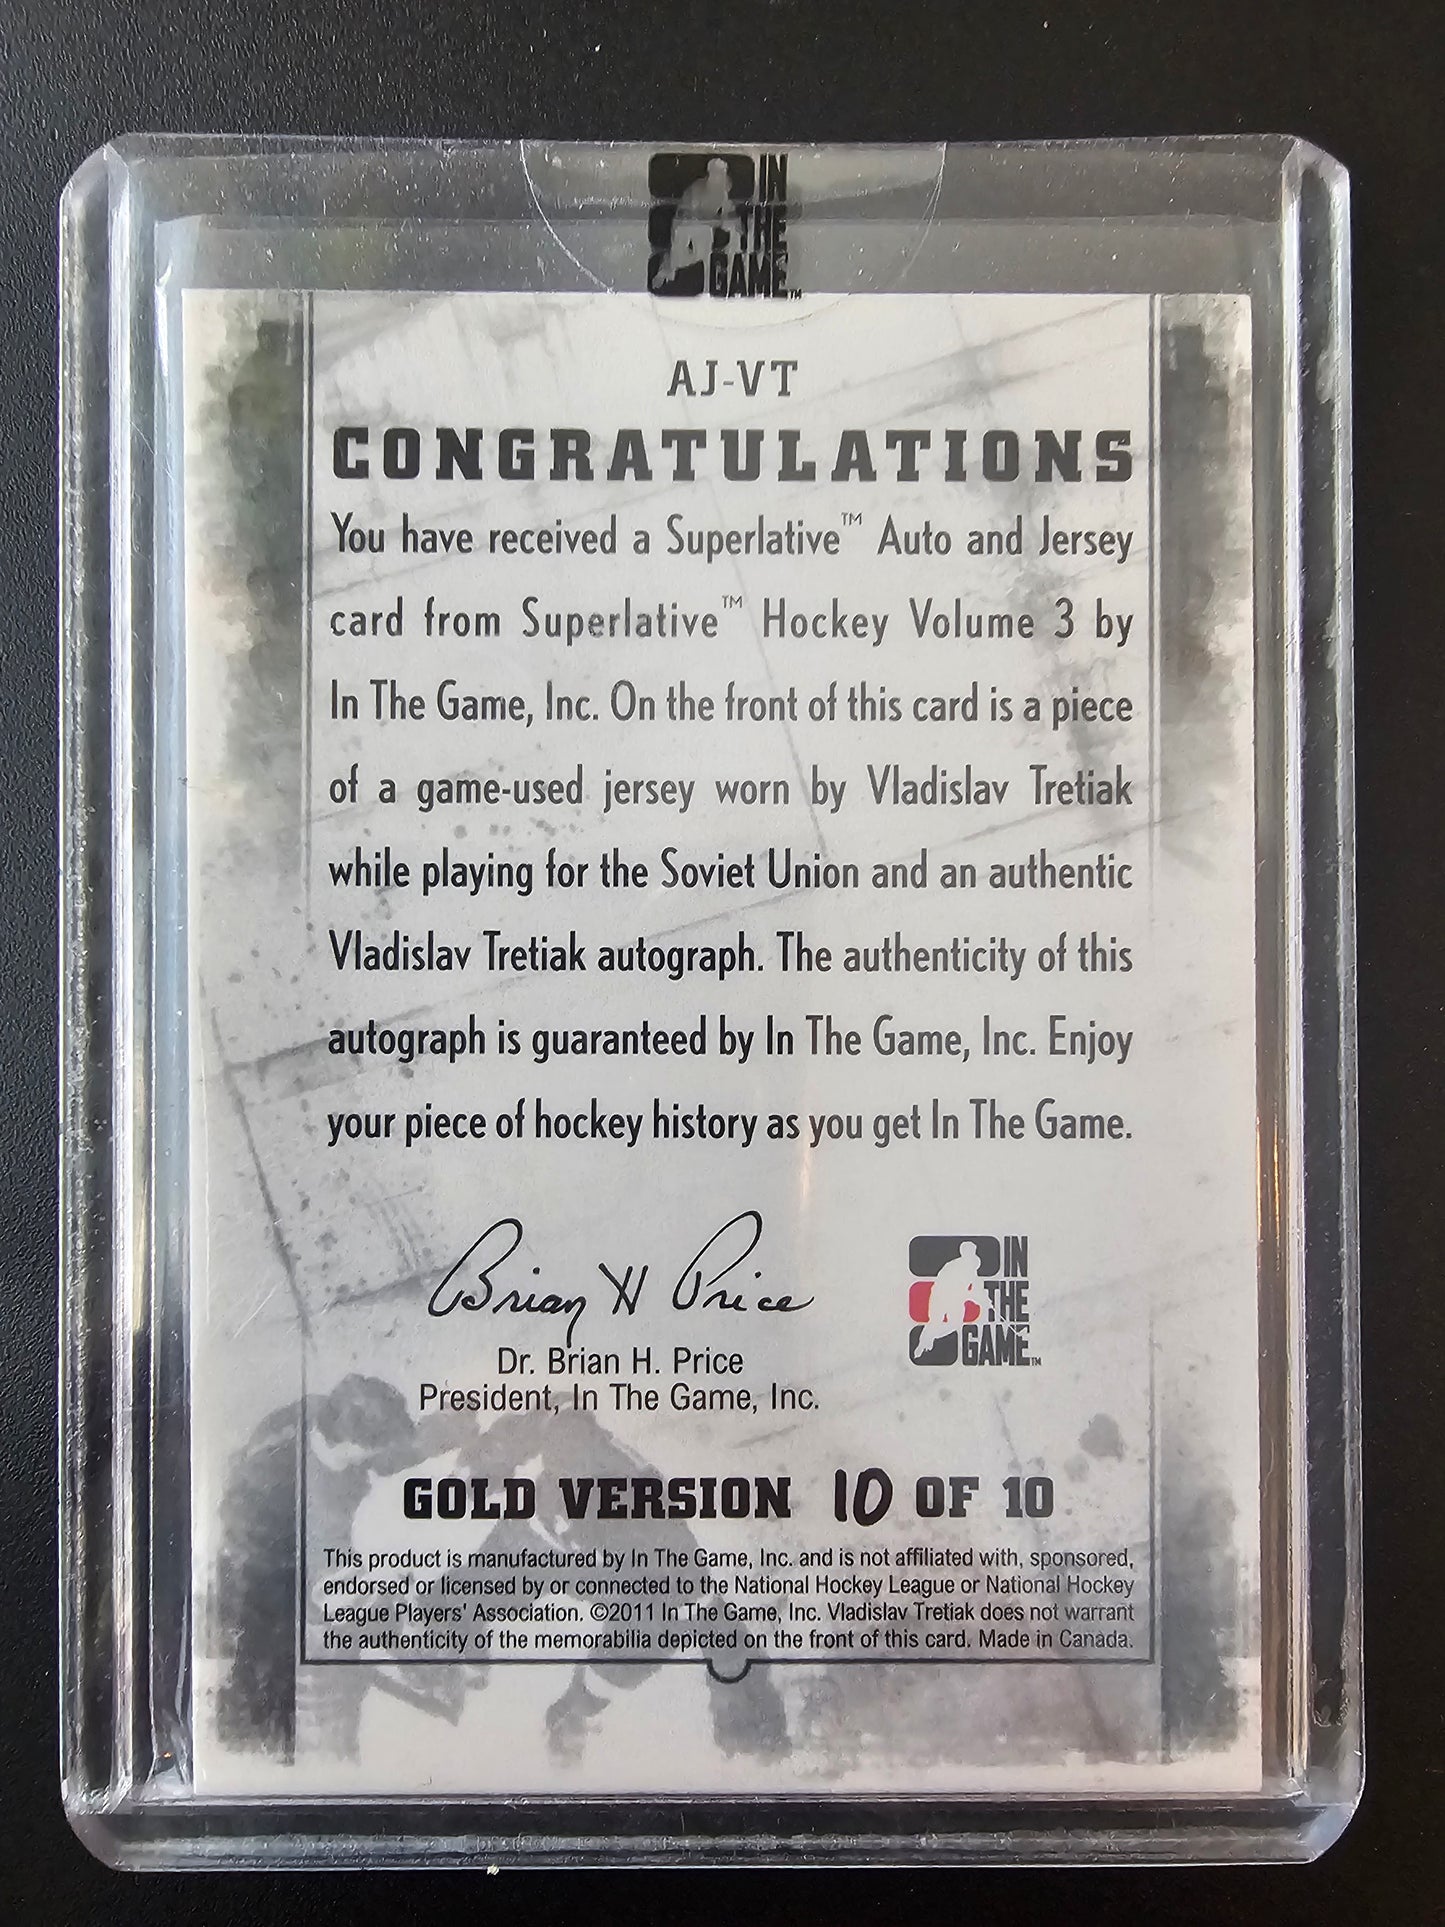 IN
THE
GAME™
AJ-VT
CONGRATULATIONS
You have received a Superlative™ Auto and Jersey
card from Superlative™ Hockey Volume 3 by
In The Game, Inc. On the front of this card is a piece
of a game-used jersey worn by Vladislav Tretiak
while playing for the Soviet Union and an authentic
Vladislav Tretiak autograph. The authenticity of this
autograph is guaranteed by In The Game, Inc. Enjoy
your piece of hockey history as you get In The Game.
Brian H Price
IN
THE
GAME™
Dr. Brian H. Price
President, In The Game, Inc.
GOLD VERSION 10 OF 10
This product is manufactured by In The Game, Inc. and is not affiliated with, sponsored,
endorsed or licensed by or connected to the National Hockey League or National Hockey
League Players' Association. ©2011 In The Game, Inc. Vladislav Tretiak does not warrant
the authenticity of the memorabilia depicted on the front of this card. Made in Canada.